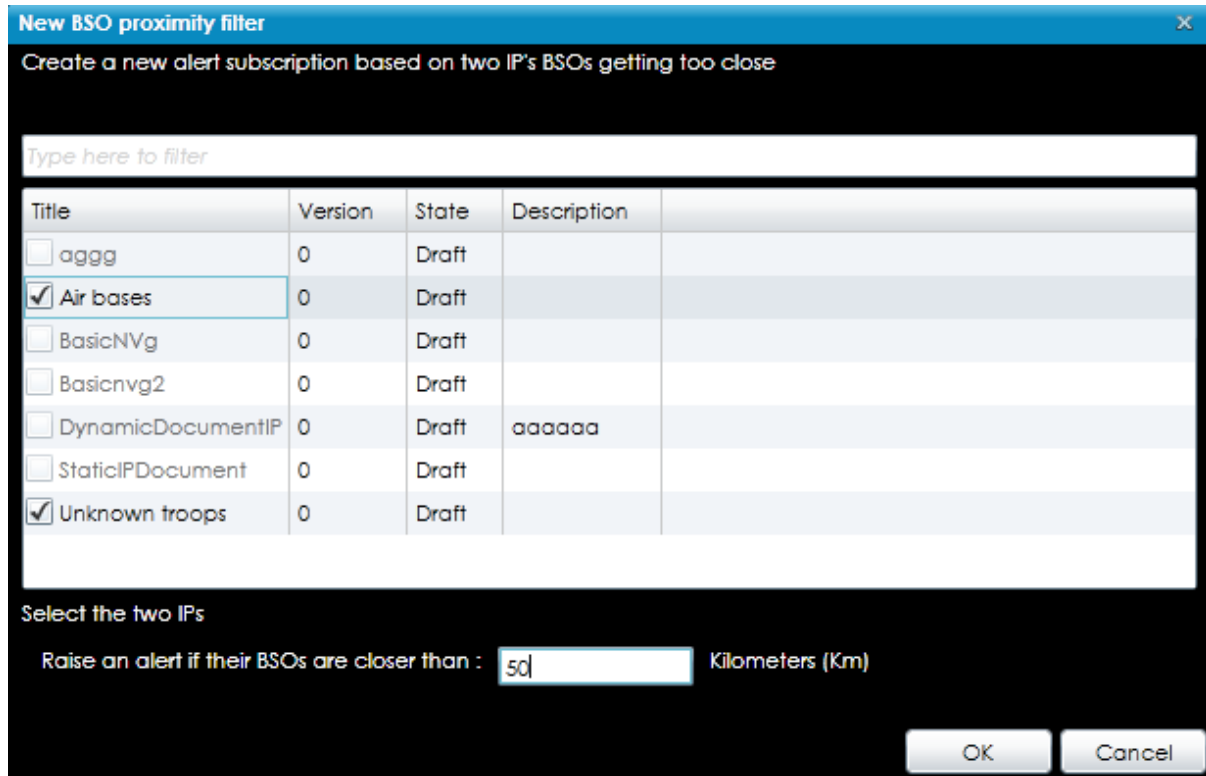 New BSO proximity filter
Create a new alert subscription based on two IP's BSOs getting too close
Type here to filter
Title Version State Description
aggg 0 Draft
Air bases 0 Draft
BasicNVg 0 Draft
Basicnvg2 0 Draft
DynamicDocumentIP 0 Draft aaaaaa
StaticIPDocument 0 Draft
Unknown troops 0 Draft
Select the two IPs
Raise an alert if their BSOs are closer than : 50 Kilometers (Km)
OK Cancel